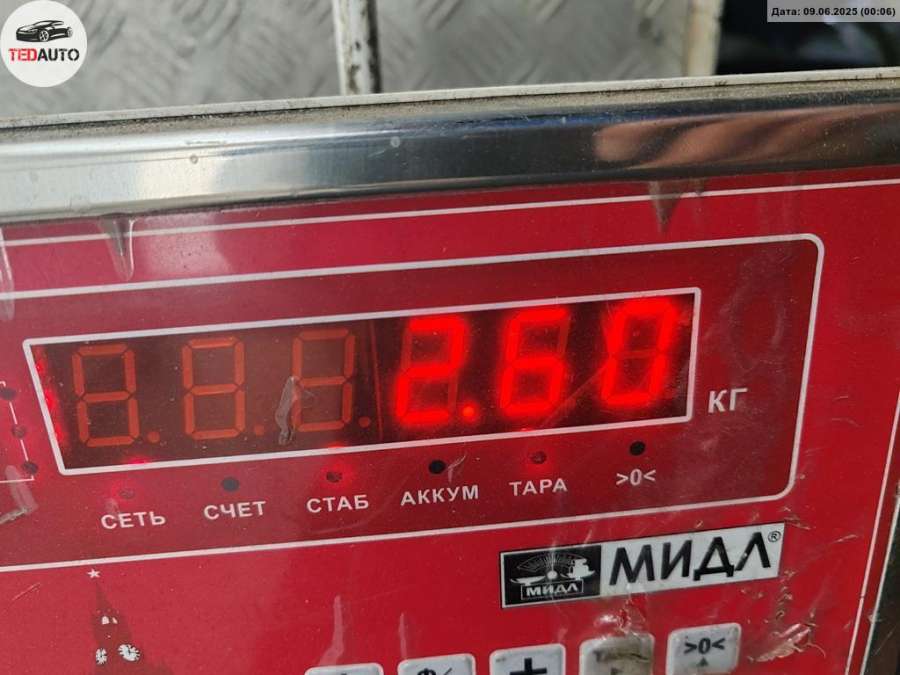 TEDAUTO
Дата: 09.06.2025 (00:06)
2.60
КГ
СЕТЬ СЧЕТ СТАБ АККУМ ТАРА >0<
МИДЛ МИДЛ®
+ >0<